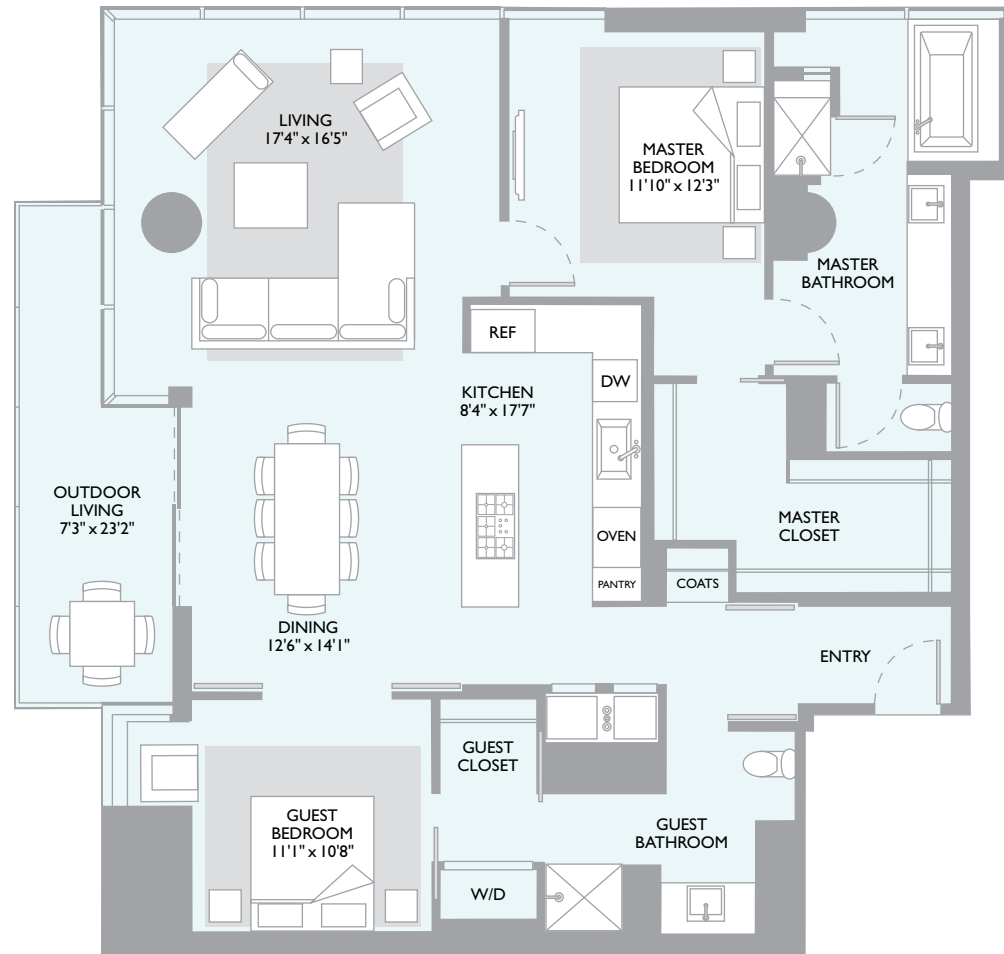 LIVING
17'4" x 16'5"
MASTER
BEDROOM
11'10" x 12'3"
MASTER
BATHROOM
REF
DW
KITCHEN
8'4" x 17'7"
OUTDOOR
LIVING
7'3" x 23'2"
OVEN
PANTRY
MASTER
CLOSET
COATS
DINING
12'6" x 14'1"
ENTRY
GUEST
CLOSET
GUEST
BEDROOM
11'1" x 10'8"
GUEST
BATHROOM
W/D